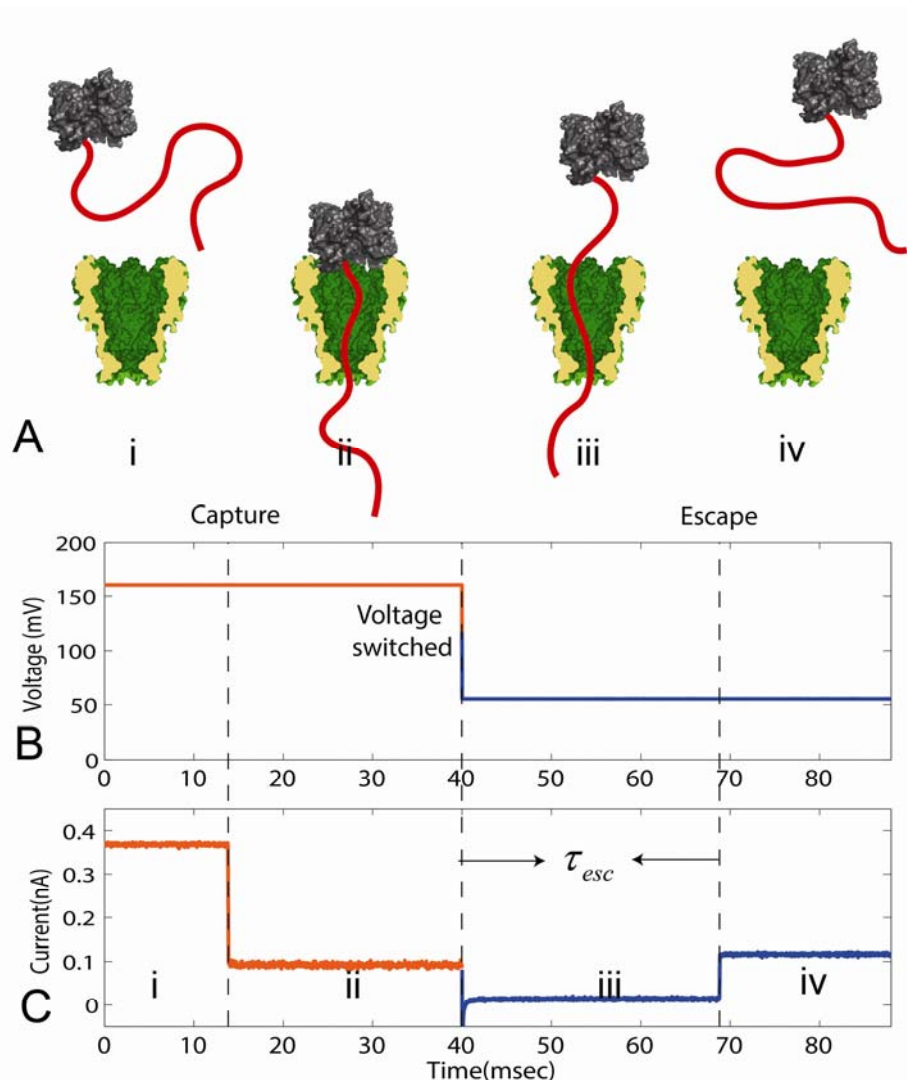 A
i
ii
iii
iv
Capture
Escape
200
150
100
50
0
Voltage (mV)
Voltage
switched
B
0
10
20
30
40
50
60
70
80
0.4
0.3
0.2
0.1
0
Current(nA)
τesc
i
ii
iii
iv
C
0
10
20
30
40
50
60
70
80
Time(msec)